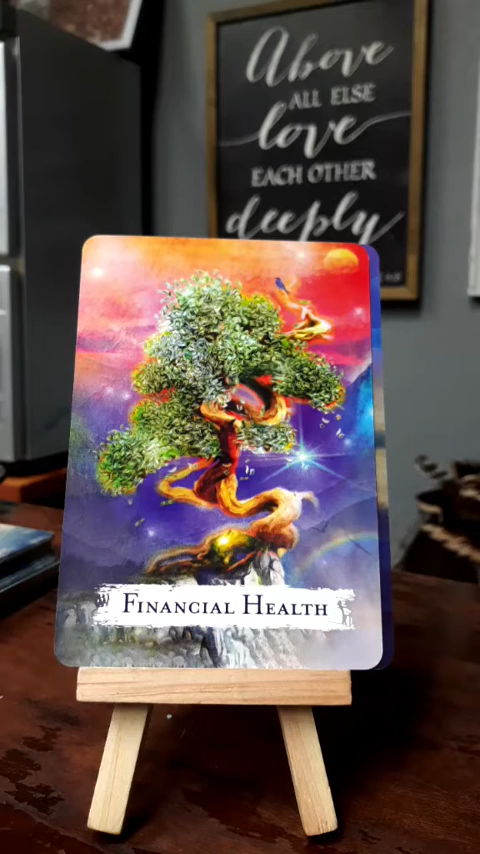 Above
ALL ELSE
love
EACH OTHER
deeply
FINANCIAL HEALTH